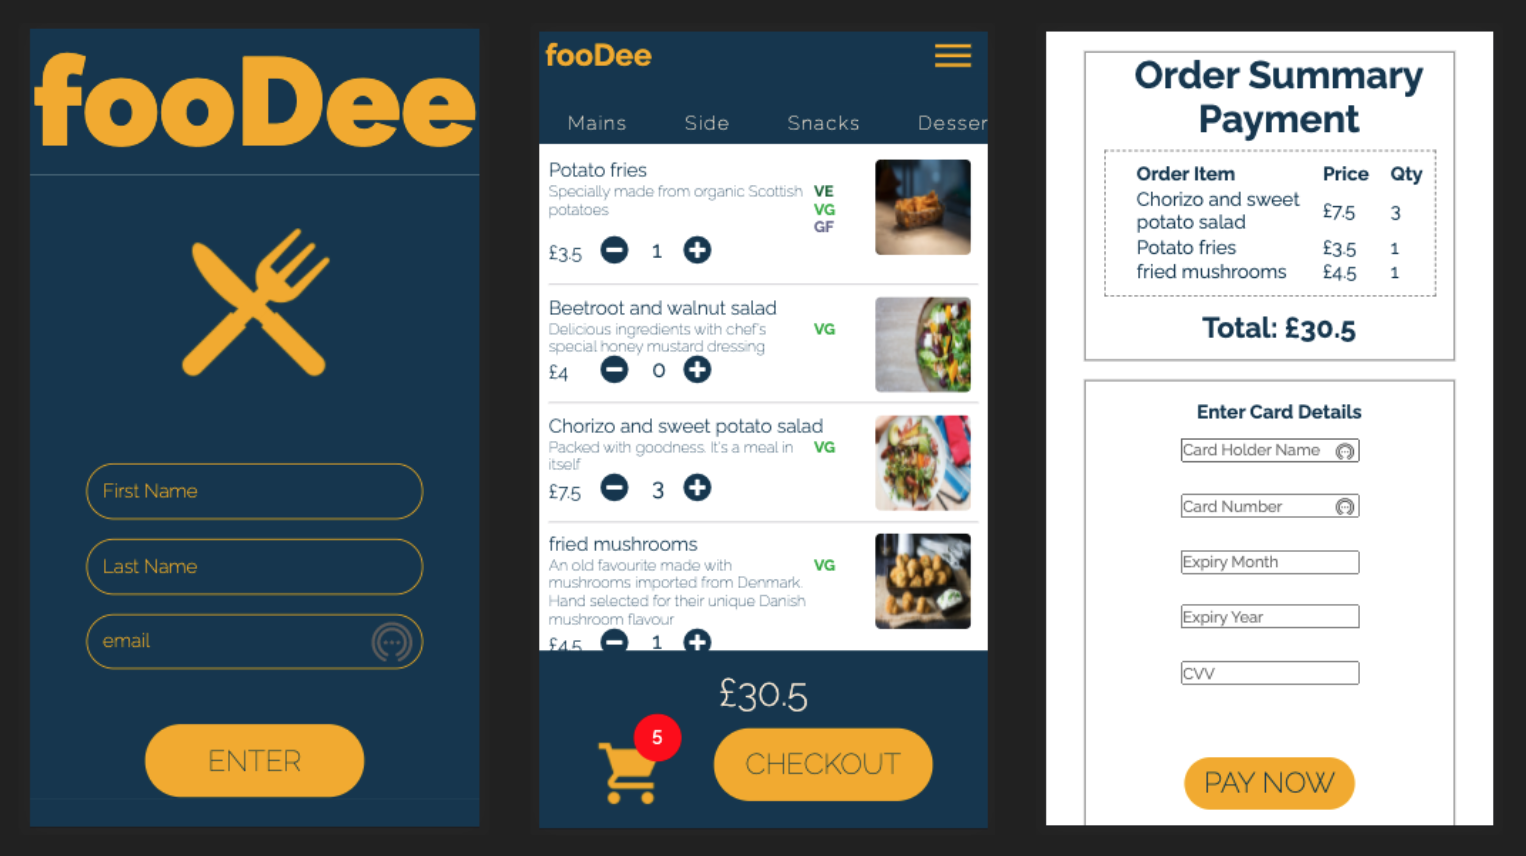 fooDee
First Name
Last Name
email
ENTER
fooDee
Mains Side Snacks Desser
Potato fries
Specially made from organic Scottish
potatoes
VE
VG
GF
£3.5 1
Beetroot and walnut salad
Delicious ingredients with chef's
special honey mustard dressing
VG
£4 0
Chorizo and sweet potato salad
Packed with goodness. It's a meal in
itself
VG
£7.5 3
fried mushrooms
An old favourite made with
mushrooms imported from Denmark.
Hand selected for their unique Danish
mushroom flavour
VG
£4.5 1
£30.5
5
CHECKOUT
Order Summary
Payment
Order Item Price Qty
Chorizo and sweet
potato salad £7.5 3
Potato fries £3.5 1
fried mushrooms £4.5 1
Total: £30.5
Enter Card Details
Card Holder Name
Card Number
Expiry Month
Expiry Year
CVV
PAY NOW